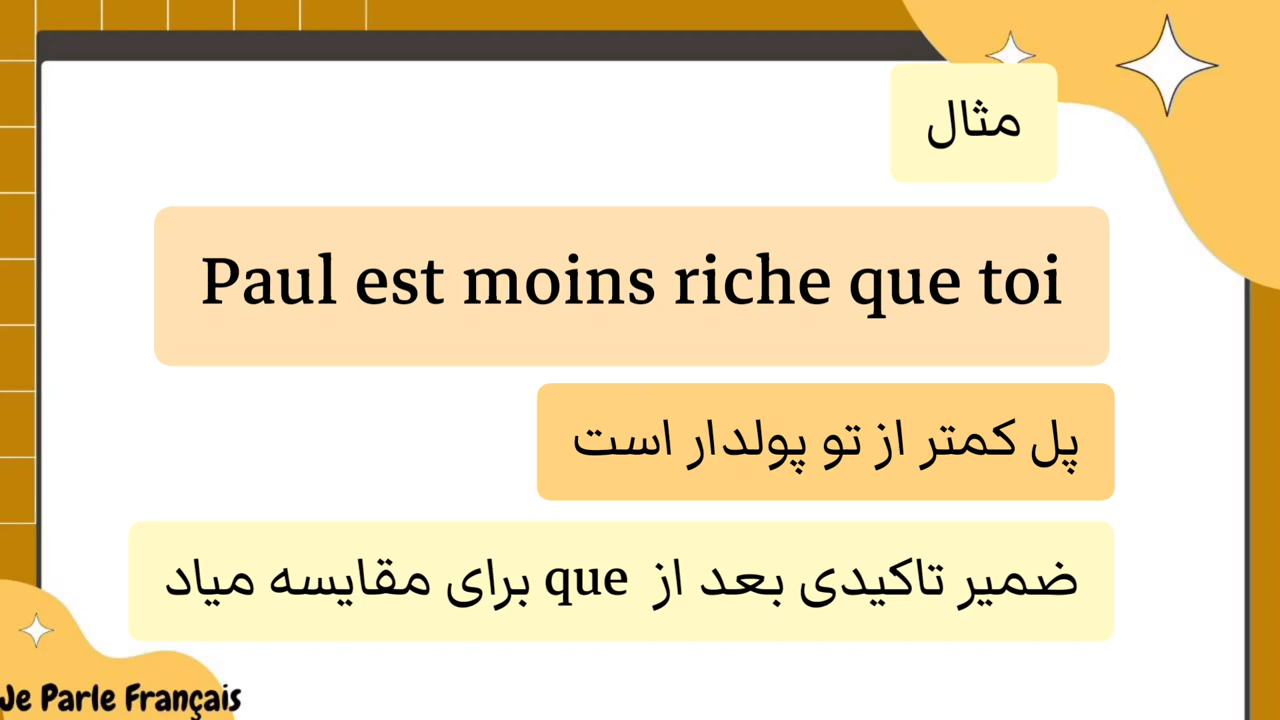 مثال
Paul est moins riche que toi
پل کمتر از تو پولدار است
ضمیر تاکیدی بعد از que برای مقایسه میاد
Je Parle Français